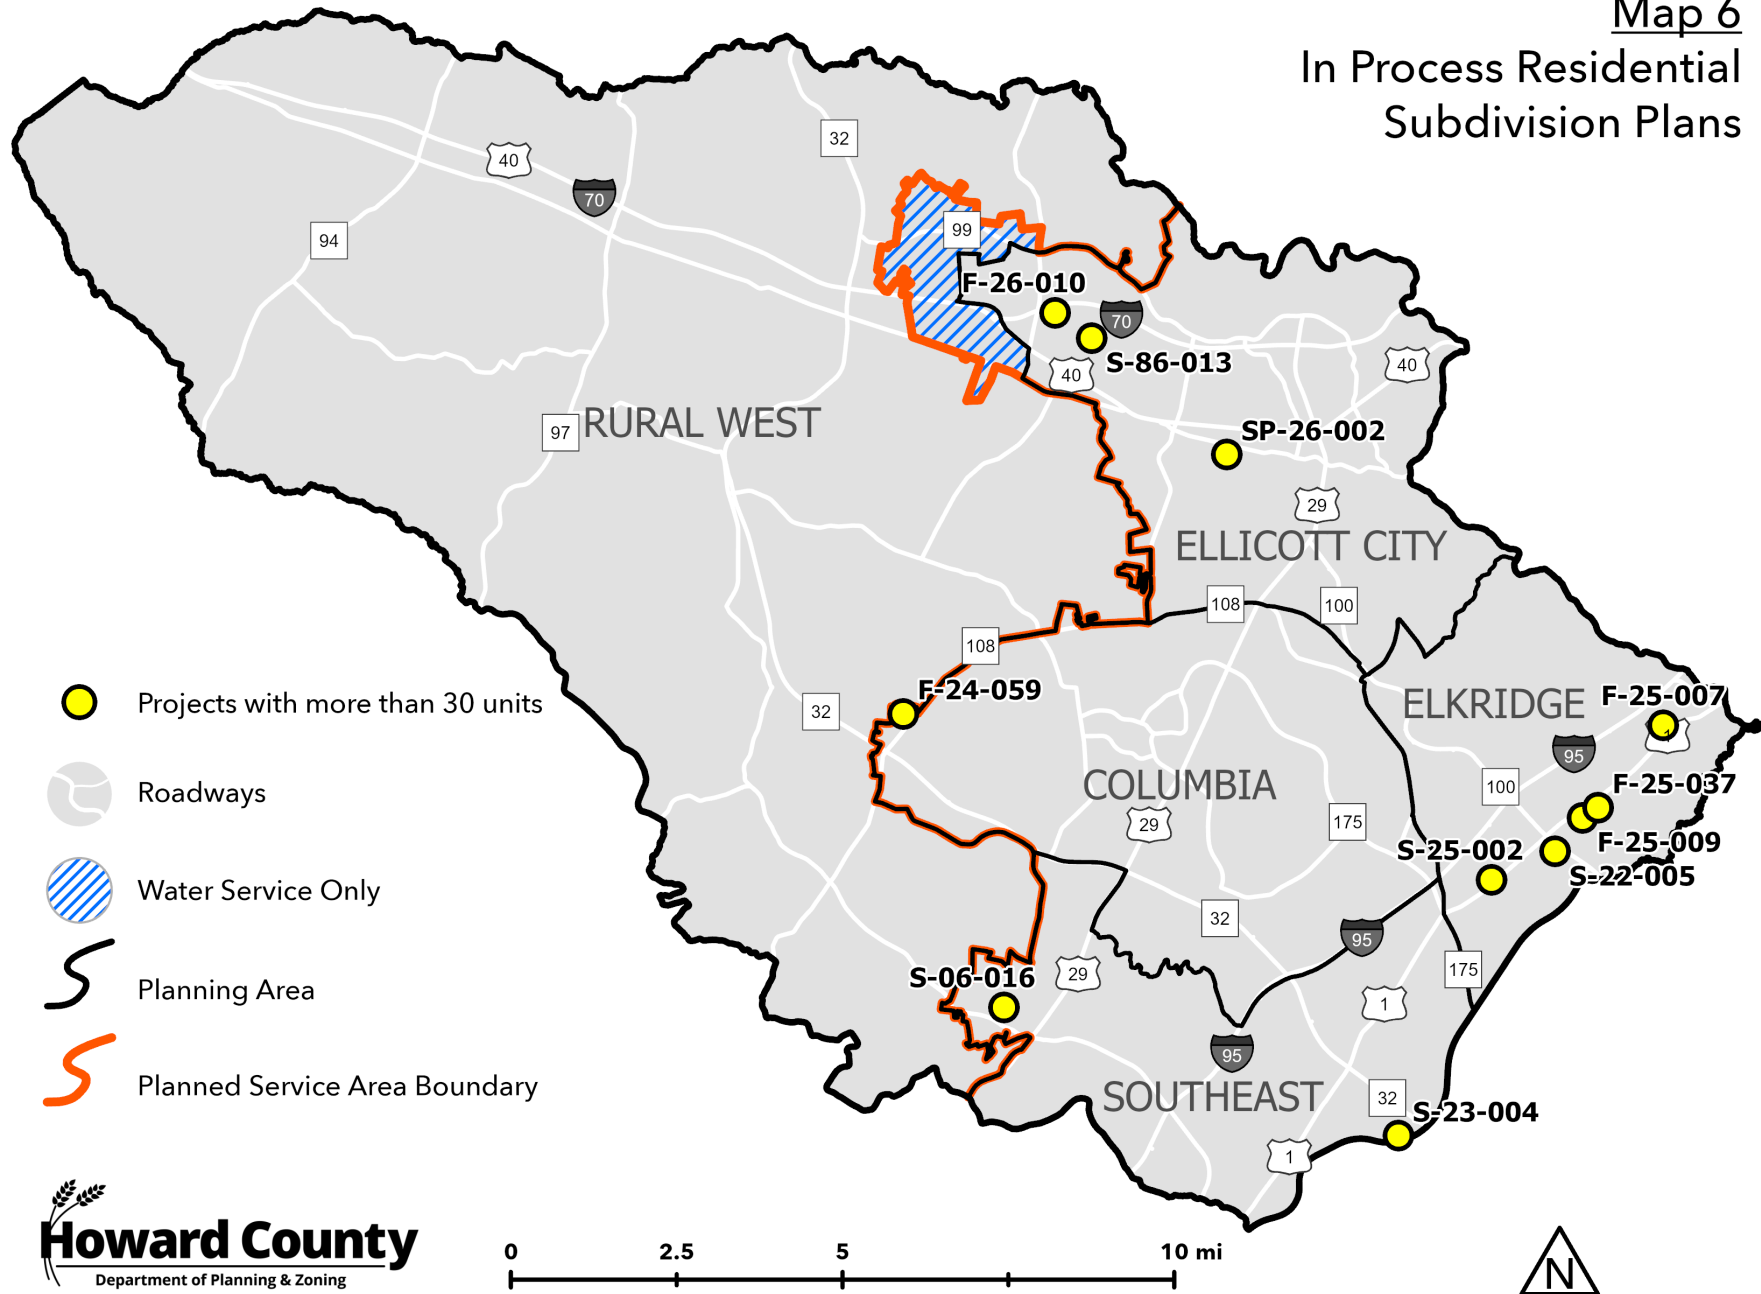 Map 6
In Process Residential
Subdivision Plans
32
40
70
94
99
F-26-010
70
S-86-013
40
40
97
RURAL WEST
SP-26-002
29
ELLICOTT CITY
108
100
108
F-24-059
32
ELKRIDGE
F-25-007
1
95
COLUMBIA
100
F-25-037
29
175
S-25-002
F-25-009
S-22-005
32
95
S-06-016
29
175
1
95
SOUTHEAST
32
S-23-004
1
Projects with more than 30 units
Roadways
Water Service Only
Planning Area
Planned Service Area Boundary
Howard County
Department of Planning & Zoning
0 2.5 5 10 mi
N